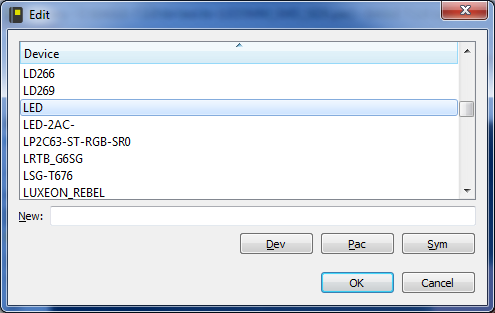 Edit
Device
LD266
LD269
LED
LED-2AC-
LP2C63-ST-RGB-SR0
LRTB_G6SG
LSG-T676
LUXEON_REBEL
New:
Dev Pac Sym
OK Cancel